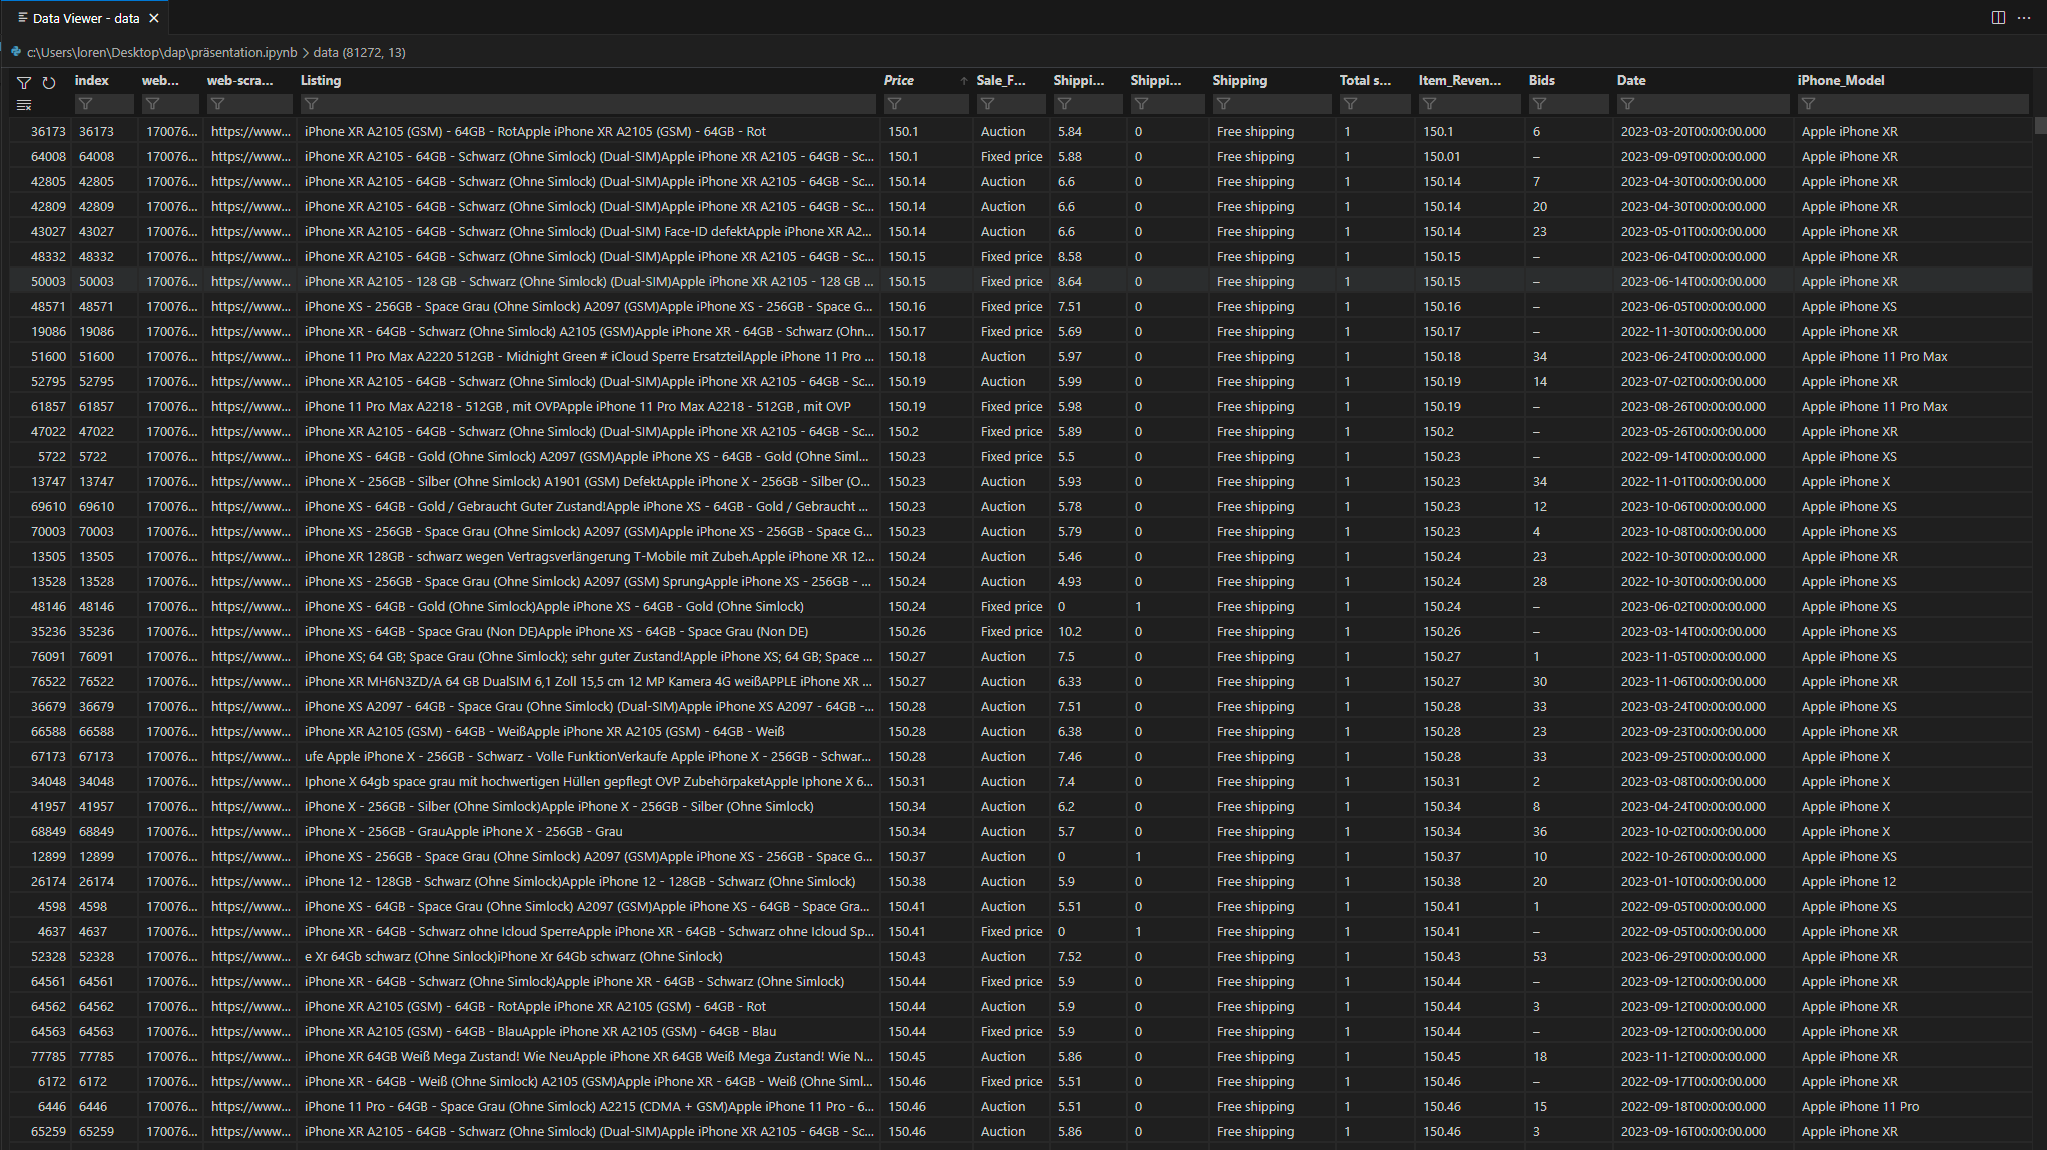 Data Viewer - data
c:\Users\loren\Desktop\dap\präsentation.ipynb > data (81272, 13)
index web... web-scra... Listing Price Sale_F... Shippi... Shippi... Shipping Total s... Item_Reven... Bids Date iPhone_Model
36173 36173 170076... https://www... iPhone XR A2105 (GSM) - 64GB - RotApple iPhone XR A2105 (GSM) - 64GB - Rot 150.1 Auction 5.84 0 Free shipping 1 150.1 6 2023-03-20T00:00:00.000 Apple iPhone XR
64008 64008 170076... https://www... iPhone XR A2105 - 64GB - Schwarz (Ohne Simlock) (Dual-SIM)Apple iPhone XR A2105 - 64GB - Sc... 150.1 Fixed price 5.88 0 Free shipping 1 150.01 – 2023-09-09T00:00:00.000 Apple iPhone XR
42805 42805 170076... https://www... iPhone XR A2105 - 64GB - Schwarz (Ohne Simlock) (Dual-SIM)Apple iPhone XR A2105 - 64GB - Sc... 150.14 Auction 6.6 0 Free shipping 1 150.14 7 2023-04-30T00:00:00.000 Apple iPhone XR
42809 42809 170076... https://www... iPhone XR A2105 - 64GB - Schwarz (Ohne Simlock) (Dual-SIM)Apple iPhone XR A2105 - 64GB - Sc... 150.14 Auction 6.6 0 Free shipping 1 150.14 20 2023-04-30T00:00:00.000 Apple iPhone XR
43027 43027 170076... https://www... iPhone XR A2105 - 64GB - Schwarz (Ohne Simlock) (Dual-SIM) Face-ID defektApple iPhone XR A2... 150.14 Auction 6.6 0 Free shipping 1 150.14 23 2023-05-01T00:00:00.000 Apple iPhone XR
48332 48332 170076... https://www... iPhone XR A2105 - 64GB - Schwarz (Ohne Simlock) (Dual-SIM)Apple iPhone XR A2105 - 64GB - Sc... 150.15 Fixed price 8.58 0 Free shipping 1 150.15 – 2023-06-04T00:00:00.000 Apple iPhone XR
50003 50003 170076... https://www... iPhone XR A2105 - 128 GB - Schwarz (Ohne Simlock) (Dual-SIM)Apple iPhone XR A2105 - 128 GB ... 150.15 Fixed price 8.64 0 Free shipping 1 150.15 – 2023-06-14T00:00:00.000 Apple iPhone XR
48571 48571 170076... https://www... iPhone XS - 256GB - Space Grau (Ohne Simlock) A2097 (GSM)Apple iPhone XS - 256GB - Space G... 150.16 Fixed price 7.51 0 Free shipping 1 150.16 – 2023-06-05T00:00:00.000 Apple iPhone XS
19086 19086 170076... https://www... iPhone XR - 64GB - Schwarz (Ohne Simlock) A2105 (GSM)Apple iPhone XR - 64GB - Schwarz (Ohn... 150.17 Fixed price 5.69 0 Free shipping 1 150.17 – 2022-11-30T00:00:00.000 Apple iPhone XR
51600 51600 170076... https://www... iPhone 11 Pro Max A2220 512GB - Midnight Green # iCloud Sperre ErsatzteilApple iPhone 11 Pro ... 150.18 Auction 5.97 0 Free shipping 1 150.18 34 2023-06-24T00:00:00.000 Apple iPhone 11 Pro Max
52795 52795 170076... https://www... iPhone XR A2105 - 64GB - Schwarz (Ohne Simlock) (Dual-SIM)Apple iPhone XR A2105 - 64GB - Sc... 150.19 Auction 5.99 0 Free shipping 1 150.19 14 2023-07-02T00:00:00.000 Apple iPhone XR
61857 61857 170076... https://www... iPhone 11 Pro Max A2218 - 512GB , mit OVPApple iPhone 11 Pro Max A2218 - 512GB , mit OVP 150.19 Fixed price 5.98 0 Free shipping 1 150.19 – 2023-08-26T00:00:00.000 Apple iPhone 11 Pro Max
47022 47022 170076... https://www... iPhone XR A2105 - 64GB - Schwarz (Ohne Simlock) (Dual-SIM)Apple iPhone XR A2105 - 64GB - Sc... 150.2 Fixed price 5.89 0 Free shipping 1 150.2 – 2023-05-26T00:00:00.000 Apple iPhone XR
5722 5722 170076... https://www... iPhone XS - 64GB - Gold (Ohne Simlock) A2097 (GSM)Apple iPhone XS - 64GB - Gold (Ohne Siml... 150.23 Fixed price 5.5 0 Free shipping 1 150.23 – 2022-09-14T00:00:00.000 Apple iPhone XS
13747 13747 170076... https://www... iPhone X - 256GB - Silber (Ohne Simlock) A1901 (GSM) DefektApple iPhone X - 256GB - Silber (O... 150.23 Auction 5.93 0 Free shipping 1 150.23 34 2022-11-01T00:00:00.000 Apple iPhone X
69610 69610 170076... https://www... iPhone XS - 64GB - Gold / Gebraucht Guter Zustand!Apple iPhone XS - 64GB - Gold / Gebraucht ... 150.23 Auction 5.78 0 Free shipping 1 150.23 12 2023-10-06T00:00:00.000 Apple iPhone XS
70003 70003 170076... https://www... iPhone XS - 256GB - Space Grau (Ohne Simlock) A2097 (GSM)Apple iPhone XS - 256GB - Space G... 150.23 Auction 5.79 0 Free shipping 1 150.23 4 2023-10-08T00:00:00.000 Apple iPhone XS
13505 13505 170076... https://www... iPhone XR 128GB - schwarz wegen Vertragsverlängerung T-Mobile mit Zubeh.Apple iPhone XR 12... 150.24 Auction 5.46 0 Free shipping 1 150.24 23 2022-10-30T00:00:00.000 Apple iPhone XR
13528 13528 170076... https://www... iPhone XS - 256GB - Space Grau (Ohne Simlock) A2097 (GSM) SprungApple iPhone XS - 256GB - ... 150.24 Auction 4.93 0 Free shipping 1 150.24 28 2022-10-30T00:00:00.000 Apple iPhone XS
48146 48146 170076... https://www... iPhone XS - 64GB - Gold (Ohne Simlock)Apple iPhone XS - 64GB - Gold (Ohne Simlock) 150.24 Fixed price 0 1 Free shipping 1 150.24 – 2023-06-02T00:00:00.000 Apple iPhone XS
35236 35236 170076... https://www... iPhone XS - 64GB - Space Grau (Non DE)Apple iPhone XS - 64GB - Space Grau (Non DE) 150.26 Fixed price 10.2 0 Free shipping 1 150.26 – 2023-03-14T00:00:00.000 Apple iPhone XS
76091 76091 170076... https://www... iPhone XS; 64 GB; Space Grau (Ohne Simlock); sehr guter Zustand!Apple iPhone XS; 64 GB; Space ... 150.27 Auction 7.5 0 Free shipping 1 150.27 1 2023-11-05T00:00:00.000 Apple iPhone XS
76522 76522 170076... https://www... iPhone XR MH6N3ZD/A 64 GB DualSIM 6,1 Zoll 15,5 cm 12 MP Kamera 4G weißAPPLE iPhone XR ... 150.27 Auction 6.33 0 Free shipping 1 150.27 30 2023-11-06T00:00:00.000 Apple iPhone XR
36679 36679 170076... https://www... iPhone XS A2097 - 64GB - Space Grau (Ohne Simlock) (Dual-SIM)Apple iPhone XS A2097 - 64GB -... 150.28 Auction 7.51 0 Free shipping 1 150.28 33 2023-03-24T00:00:00.000 Apple iPhone XS
66588 66588 170076... https://www... iPhone XR A2105 (GSM) - 64GB - WeißApple iPhone XR A2105 (GSM) - 64GB - Weiß 150.28 Auction 6.38 0 Free shipping 1 150.28 23 2023-09-23T00:00:00.000 Apple iPhone XR
67173 67173 170076... https://www... ufe Apple iPhone X - 256GB - Schwarz - Volle FunktionVerkaufe Apple iPhone X - 256GB - Schwar... 150.28 Auction 7.46 0 Free shipping 1 150.28 33 2023-09-25T00:00:00.000 Apple iPhone X
34048 34048 170076... https://www... Iphone X 64gb space grau mit hochwertigen Hüllen gepflegt OVP ZubehörpaketApple Iphone X 6... 150.31 Auction 7.4 0 Free shipping 1 150.31 2 2023-03-08T00:00:00.000 Apple iPhone X
41957 41957 170076... https://www... iPhone X - 256GB - Silber (Ohne Simlock)Apple iPhone X - 256GB - Silber (Ohne Simlock) 150.34 Auction 6.2 0 Free shipping 1 150.34 8 2023-04-24T00:00:00.000 Apple iPhone X
68849 68849 170076... https://www... iPhone X - 256GB - GrauApple iPhone X - 256GB - Grau 150.34 Auction 5.7 0 Free shipping 1 150.34 36 2023-10-02T00:00:00.000 Apple iPhone X
12899 12899 170076... https://www... iPhone XS - 256GB - Space Grau (Ohne Simlock) A2097 (GSM)Apple iPhone XS - 256GB - Space G... 150.37 Auction 0 1 Free shipping 1 150.37 10 2022-10-26T00:00:00.000 Apple iPhone XS
26174 26174 170076... https://www... iPhone 12 - 128GB - Schwarz (Ohne Simlock)Apple iPhone 12 - 128GB - Schwarz (Ohne Simlock) 150.38 Auction 5.9 0 Free shipping 1 150.38 20 2023-01-10T00:00:00.000 Apple iPhone 12
4598 4598 170076... https://www... iPhone XS - 64GB - Space Grau (Ohne Simlock) A2097 (GSM)Apple iPhone XS - 64GB - Space Gra... 150.41 Auction 5.51 0 Free shipping 1 150.41 1 2022-09-05T00:00:00.000 Apple iPhone XS
4637 4637 170076... https://www... iPhone XR - 64GB - Schwarz ohne Icloud SperreApple iPhone XR - 64GB - Schwarz ohne Icloud Sp... 150.41 Fixed price 0 1 Free shipping 1 150.41 – 2022-09-05T00:00:00.000 Apple iPhone XR
52328 52328 170076... https://www... e Xr 64Gb schwarz (Ohne Sinlock)iPhone Xr 64Gb schwarz (Ohne Sinlock) 150.43 Auction 7.52 0 Free shipping 1 150.43 53 2023-06-29T00:00:00.000 Apple iPhone XR
64561 64561 170076... https://www... iPhone XR - 64GB - Schwarz (Ohne Simlock)Apple iPhone XR - 64GB - Schwarz (Ohne Simlock) 150.44 Fixed price 5.9 0 Free shipping 1 150.44 – 2023-09-12T00:00:00.000 Apple iPhone XR
64562 64562 170076... https://www... iPhone XR A2105 (GSM) - 64GB - RotApple iPhone XR A2105 (GSM) - 64GB - Rot 150.44 Auction 5.9 0 Free shipping 1 150.44 3 2023-09-12T00:00:00.000 Apple iPhone XR
64563 64563 170076... https://www... iPhone XR A2105 (GSM) - 64GB - BlauApple iPhone XR A2105 (GSM) - 64GB - Blau 150.44 Fixed price 5.9 0 Free shipping 1 150.44 – 2023-09-12T00:00:00.000 Apple iPhone XR
77785 77785 170076... https://www... iPhone XR 64GB Weiß Mega Zustand! Wie NeuApple iPhone XR 64GB Weiß Mega Zustand! Wie N... 150.45 Auction 5.86 0 Free shipping 1 150.45 18 2023-11-12T00:00:00.000 Apple iPhone XR
6172 6172 170076... https://www... iPhone XR - 64GB - Weiß (Ohne Simlock) A2105 (GSM)Apple iPhone XR - 64GB - Weiß (Ohne Siml... 150.46 Fixed price 5.51 0 Free shipping 1 150.46 – 2022-09-17T00:00:00.000 Apple iPhone XR
6446 6446 170076... https://www... iPhone 11 Pro - 64GB - Space Grau (Ohne Simlock) A2215 (CDMA + GSM)Apple iPhone 11 Pro - 6... 150.46 Auction 5.51 0 Free shipping 1 150.46 15 2022-09-18T00:00:00.000 Apple iPhone 11 Pro
65259 65259 170076... https://www... iPhone XR A2105 - 64GB - Schwarz (Ohne Simlock) (Dual-SIM)Apple iPhone XR A2105 - 64GB - Sc... 150.46 Auction 5.86 0 Free shipping 1 150.46 3 2023-09-16T00:00:00.000 Apple iPhone XR